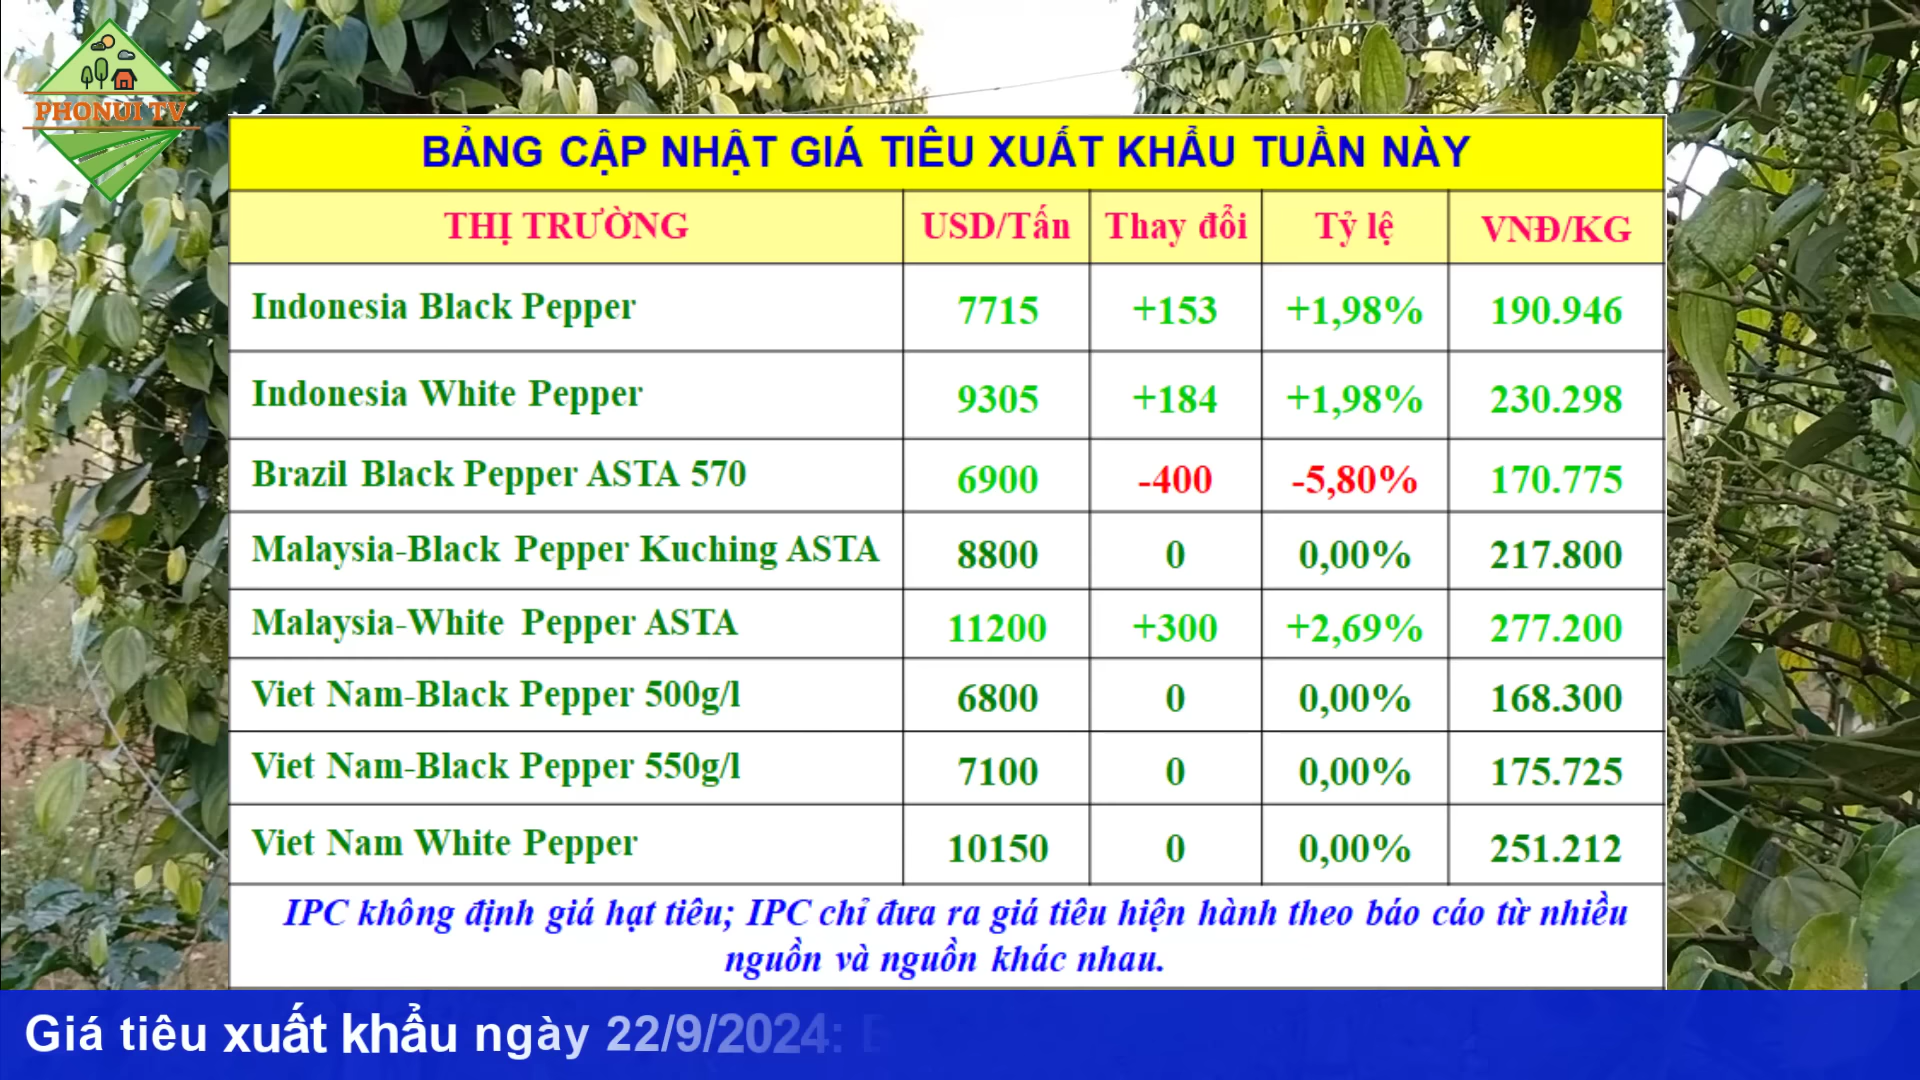 PHONUI TV
BẢNG CẬP NHẬT GIÁ TIÊU XUẤT KHẨU TUẦN NÀY
THỊ TRƯỜNG USD/Tấn Thay đổi Tỷ lệ VNĐ/KG
Indonesia Black Pepper 7715 +153 +1,98% 190.946
Indonesia White Pepper 9305 +184 +1,98% 230.298
Brazil Black Pepper ASTA 570 6900 -400 -5,80% 170.775
Malaysia-Black Pepper Kuching ASTA 8800 0 0,00% 217.800
Malaysia-White Pepper ASTA 11200 +300 +2,69% 277.200
Viet Nam-Black Pepper 500g/l 6800 0 0,00% 168.300
Viet Nam-Black Pepper 550g/l 7100 0 0,00% 175.725
Viet Nam White Pepper 10150 0 0,00% 251.212
IPC không định giá hạt tiêu; IPC chỉ đưa ra giá tiêu hiện hành theo báo cáo từ nhiều
nguồn và nguồn khác nhau.
Giá tiêu xuất khẩu ngày 22/9/2024: